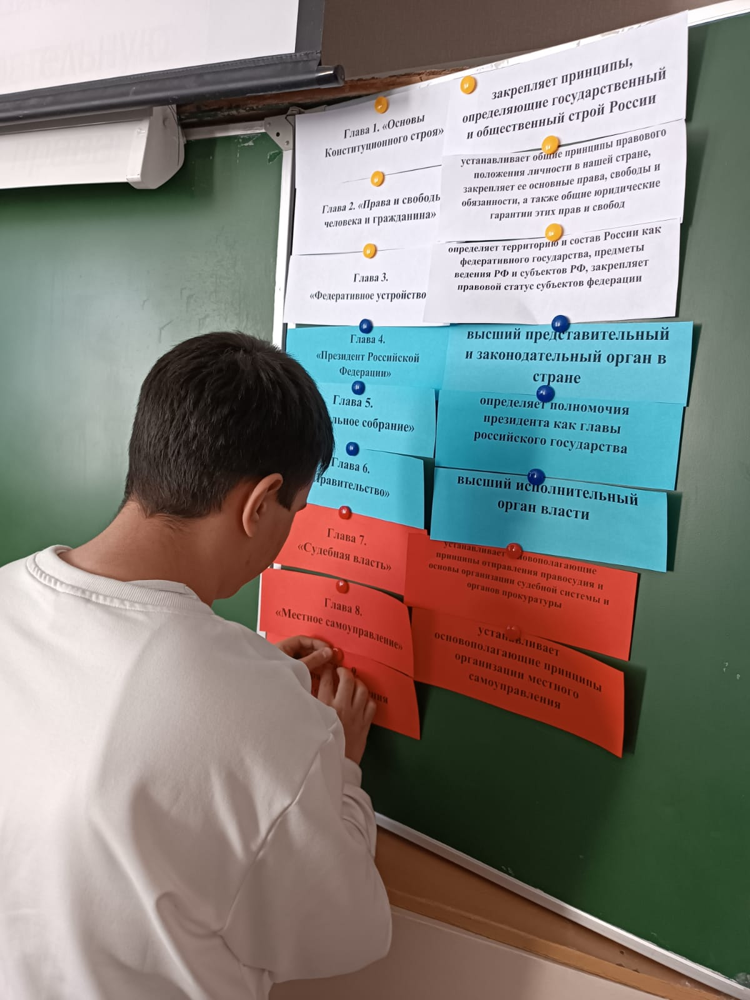 Глава 1. «Основы
Конституционного строя»
закрепляет принципы,
определяющие государственный
и общественный строй России
Глава 2. «Права и свободы
человека и гражданина»
устанавливает общие принципы правового
положения личности в нашей стране,
закрепляет ее основные права, свободы и
обязанности, а также общие юридические
гарантии этих прав и свобод
Глава 3.
«Федеративное устройство
определяет территорию и состав России как
федеративного государства, предметы
ведения РФ и субъектов РФ, закрепляет
правовой статус субъектов федерации
Глава 4.
«Президент Российской
Федерации»
высший представительный
и законодательный орган в
стране
Глава 5.
льное собрание»
определяет полномочия
президента как главы
российского государства
Глава 6.
Правительство»
высший исполнительный
орган власти
Глава 7.
«Судебная власть»
устанавливает новополагающие
принципы отправления правосудия и
основы организации судебной системы и
органов прокуратуры
Глава 8.
«Местное самоуправление»
устанавливает
основополагающие принципы
организации местного
самоуправления